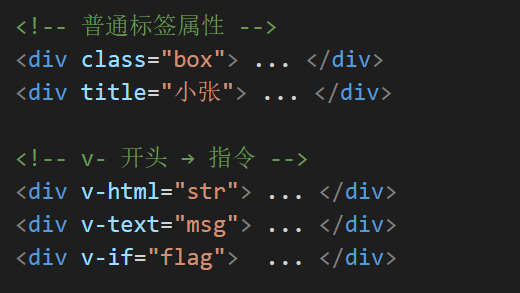 <!-- 普通标签属性 -->
<div class="box"> ... </div>
<div title="小张"> ... </div>
<!-- v- 开头 → 指令 -->
<div v-html="str"> ... </div>
<div v-text="msg"> ... </div>
<div v-if="flag">  ... </div>